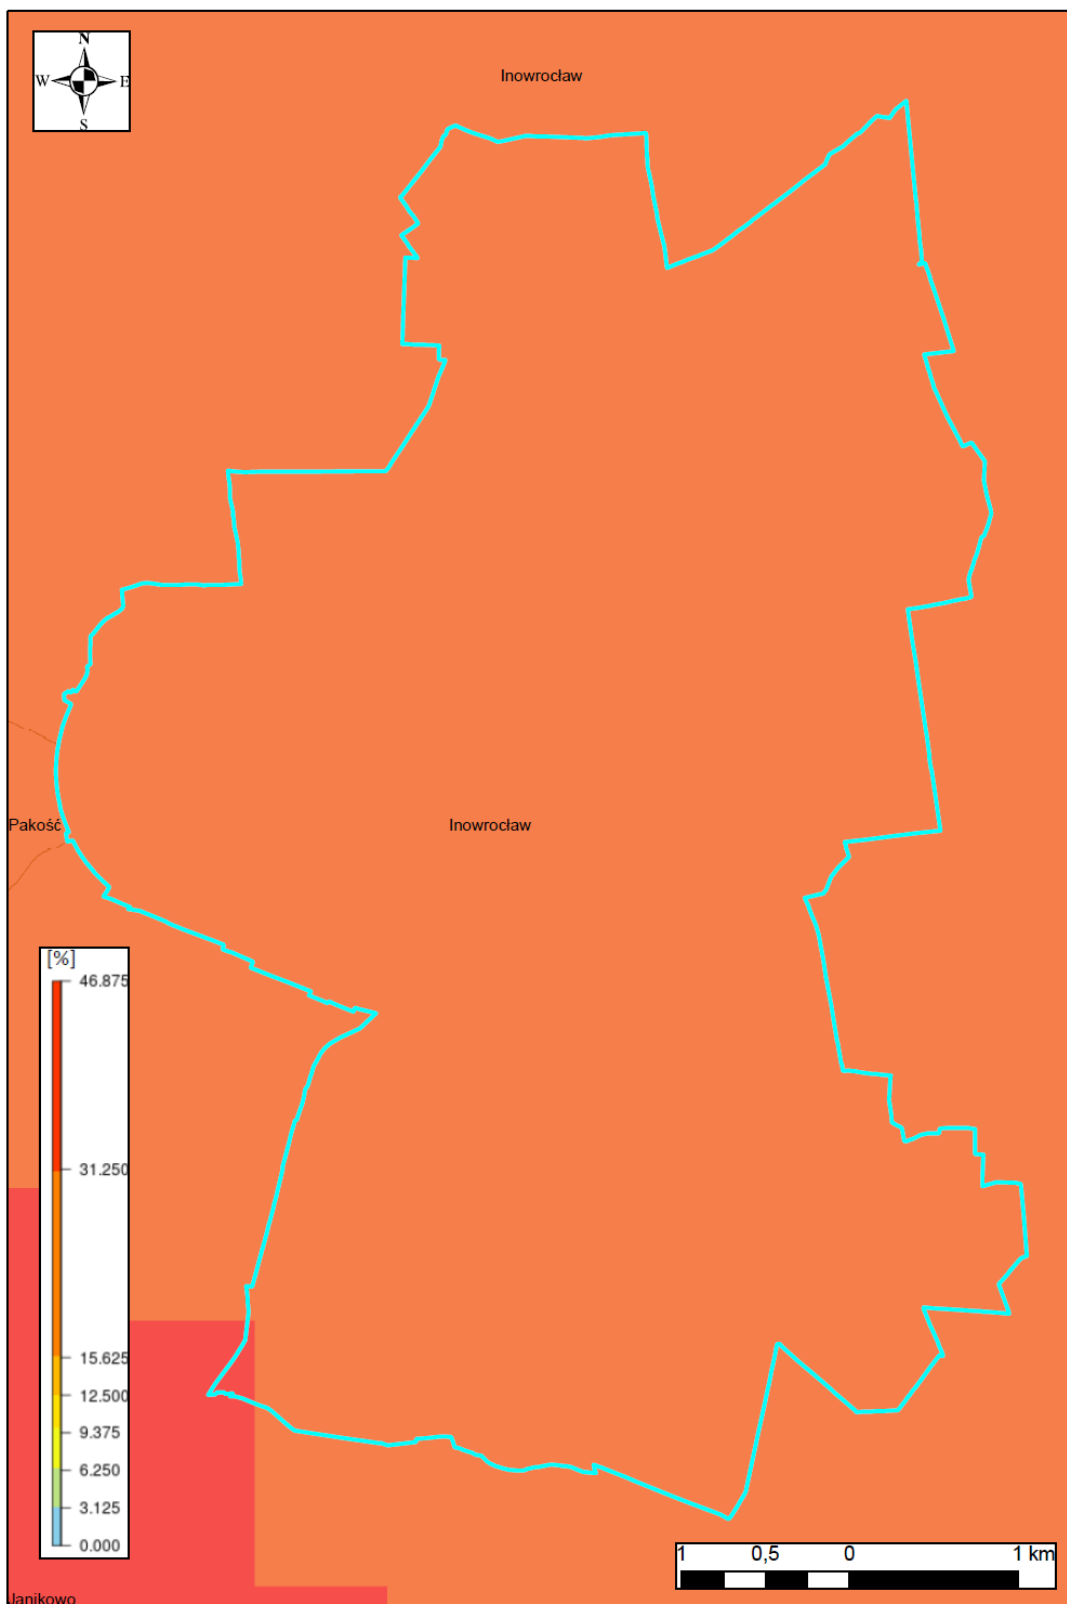 N
W E
S
Inowrocław
Pakość
Inowrocław
[%]
46.875
31.250
15.625
12.500
9.375
6.250
3.125
0.000
1 0,5 0 1 km
Janikowo